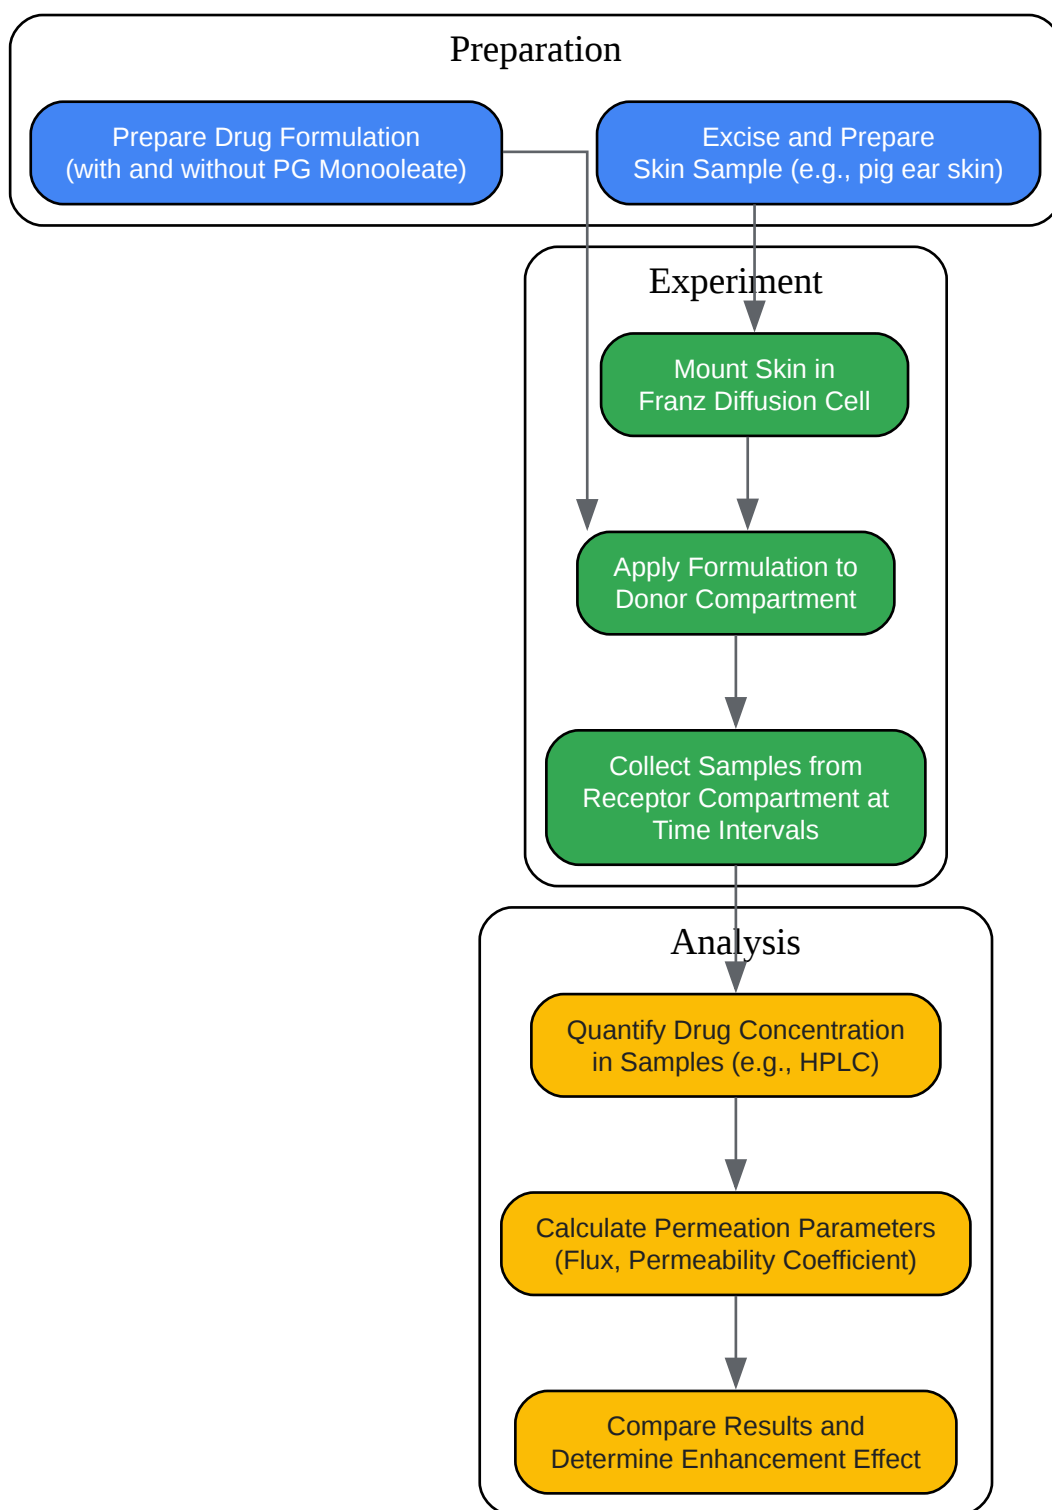 Preparation
Prepare Drug Formulation
(with and without PG Monooleate)
Excise and Prepare
Skin Sample (e.g., pig ear skin)
Experiment
Mount Skin in
Franz Diffusion Cell
Apply Formulation to
Donor Compartment
Collect Samples from
Receptor Compartment at
Time Intervals
Analysis
Quantify Drug Concentration
in Samples (e.g., HPLC)
Calculate Permeation Parameters
(Flux, Permeability Coefficient)
Compare Results and
Determine Enhancement Effect